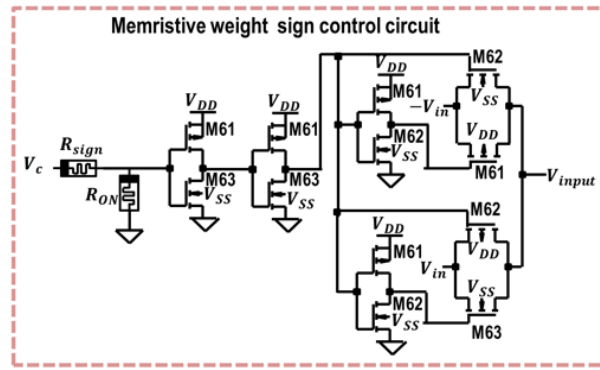 Memristive weight sign control circuit
M62
V_DD
M61
V_DD
V_DD
−V_in
V_SS
R_sign
M61
M61
M62
V_DD
V_c
V_SS
R_ON
M63
M63
M61
V_input
V_SS
V_SS
M62
V_DD
M61
V_in
V_DD
M62
V_SS
V_SS
M63